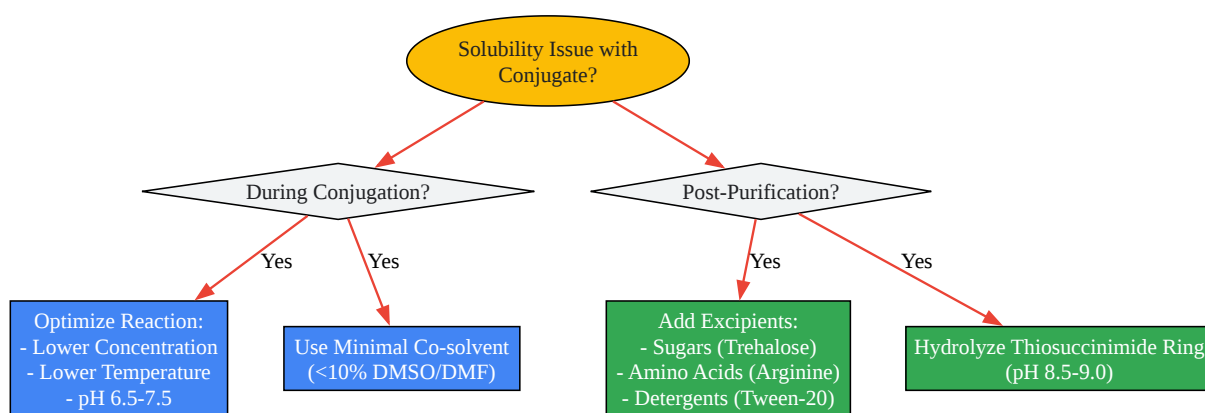 Solubility Issue with
Conjugate?
During Conjugation?
Post-Purification?
Yes
Yes
Yes
Yes
Optimize Reaction:
- Lower Concentration
- Lower Temperature
- pH 6.5-7.5
Use Minimal Co-solvent
(<10% DMSO/DMF)
Add Excipients:
- Sugars (Trehalose)
- Amino Acids (Arginine)
- Detergents (Tween-20)
Hydrolyze Thiosuccinimide Ring
(pH 8.5-9.0)